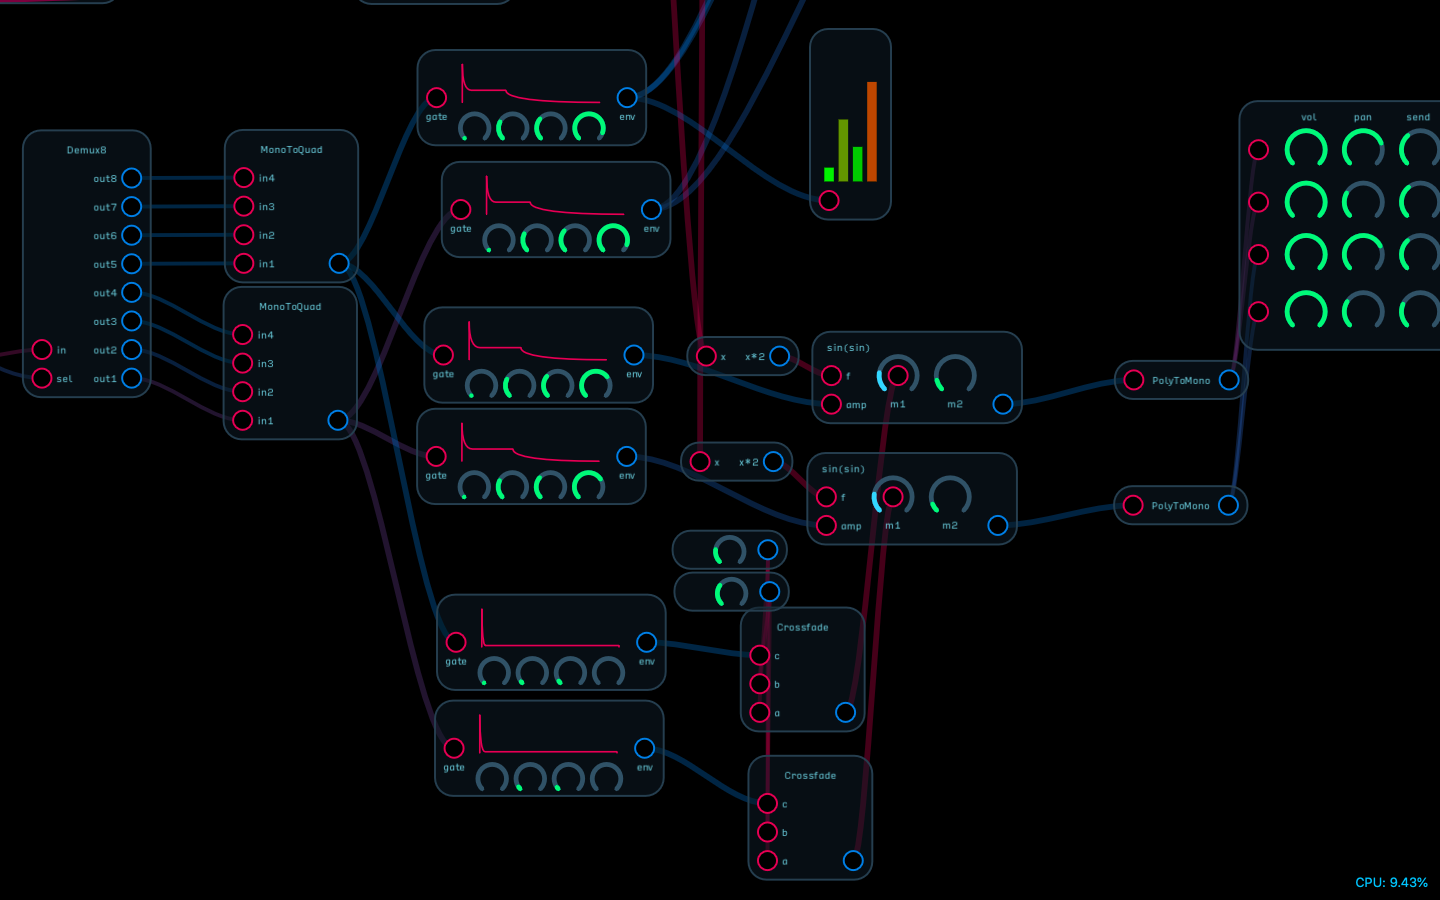 Demux8
out8
out7
out6
out5
out4
out3
in out2
sel out1
MonoToQuad
in4
in3
in2
in1
MonoToQuad
in4
in3
in2
in1
gate env
gate env
gate env
gate env
gate env
gate env
x x*2
x x*2
sin(sin)
f
amp m1 m2
sin(sin)
f
amp m1 m2
Crossfade
c
b
a
Crossfade
c
b
a
PolyToMono
PolyToMono
vol pan send
CPU: 9.43%